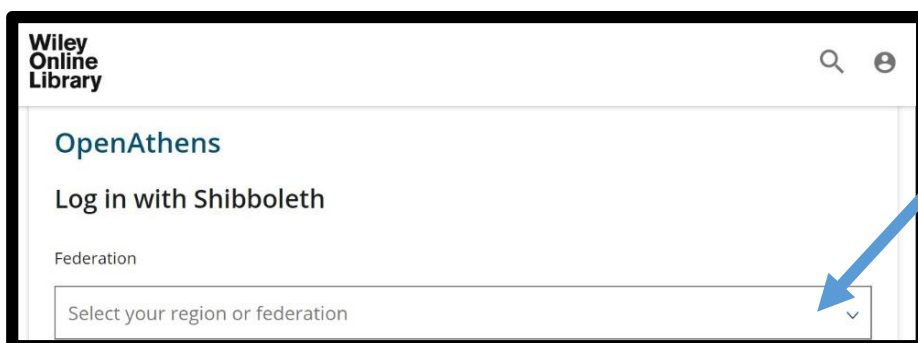 Wiley
Online
Library
OpenAthens
Log in with Shibboleth
Federation
Select your region or federation